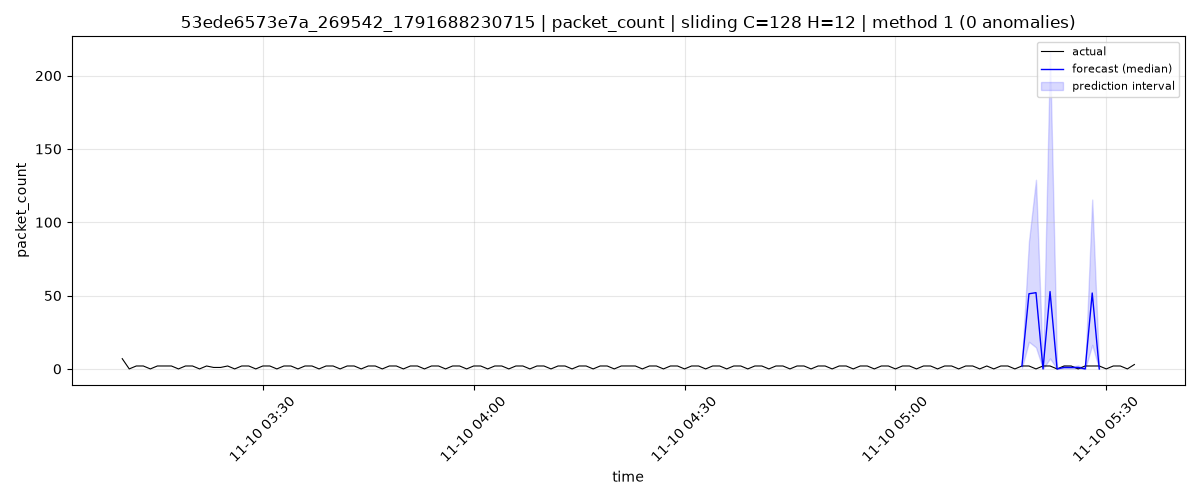 53ede6573e7a_269542_1791688230715 | packet_count | sliding C=128 H=12 | method 1 (0 anomalies)
actual
forecast (median)
prediction interval
packet_count
200
150
100
50
0
11-10 03:30
11-10 04:00
11-10 04:30
11-10 05:00
11-10 05:30
time